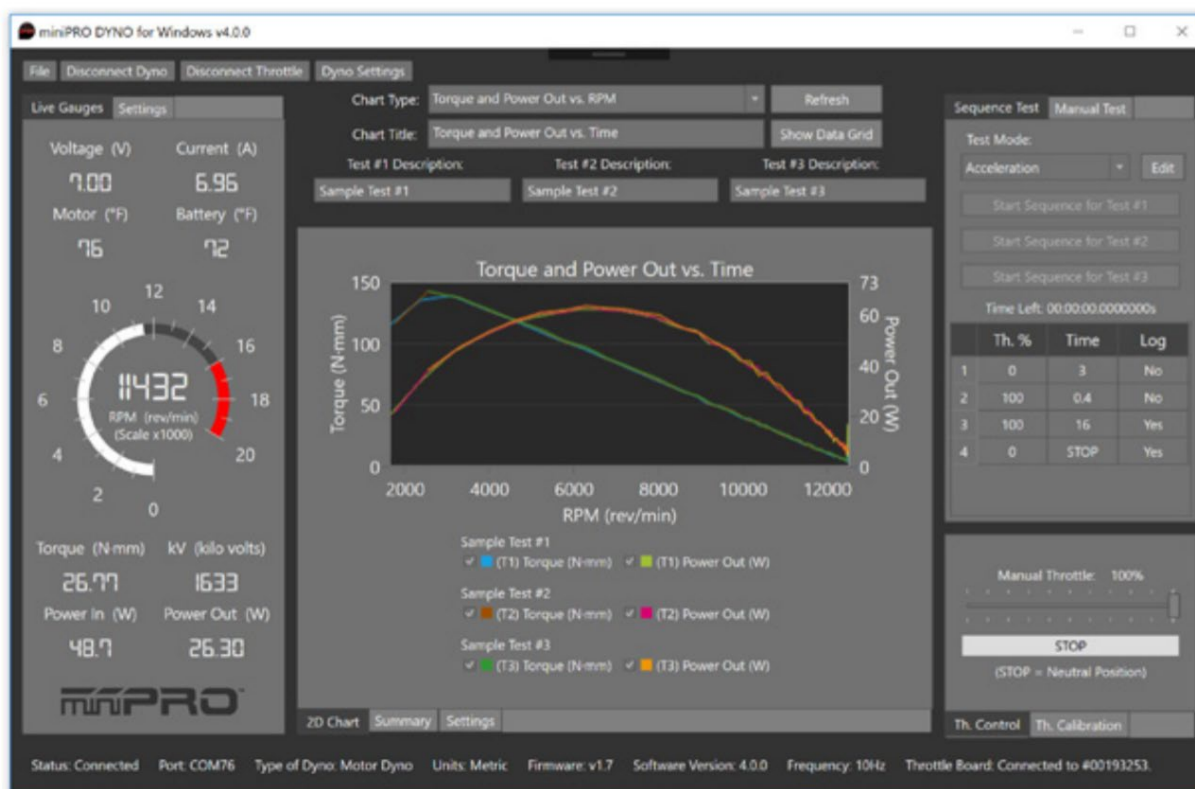 miniPRO DYNO for Windows v4.0.0
File Disconnect Dyno Disconnect Throttle Dyno Settings
Live Gauges Settings
Voltage (V) Current (A)
7.00 6.96
Motor (°F) Battery (°F)
76 72
0 2 4 6 8 10 12 14 16 18 20
11432
RPM (rev/min)
(Scale x1000)
Torque (N·mm) kV (kilo volts)
26.77 1633
Power In (W) Power Out (W)
48.7 26.30
miniPRO™
Chart Type: Torque and Power Out vs. RPM Refresh
Chart Title: Torque and Power Out vs. Time Show Data Grid
Test #1 Description: Test #2 Description: Test #3 Description:
Sample Test #1 Sample Test #2 Sample Test #3
Torque and Power Out vs. Time
150 100 50 0
Torque (N·mm)
73 60 40 20 0
Power Out (W)
2000 4000 6000 8000 10000 12000
RPM (rev/min)
Sample Test #1
(T1) Torque (N·mm) (T1) Power Out (W)
Sample Test #2
(T2) Torque (N·mm) (T2) Power Out (W)
Sample Test #3
(T3) Torque (N·mm) (T3) Power Out (W)
2D Chart Summary Settings
Sequence Test Manual Test
Test Mode:
Acceleration Edit
Start Sequence for Test #1
Start Sequence for Test #2
Start Sequence for Test #3
Time Left: 00:00:00.0000000s
Th. % Time Log
1 0 3 No
2 100 0.4 No
3 100 16 Yes
4 0 STOP Yes
Manual Throttle: 100%
STOP
(STOP = Neutral Position)
Th. Control Th. Calibration
Status: Connected Port: COM76 Type of Dyno: Motor Dyno Units: Metric Firmware: v1.7 Software Version: 4.0.0 Frequency: 10Hz Throttle Board: Connected to #00193253.